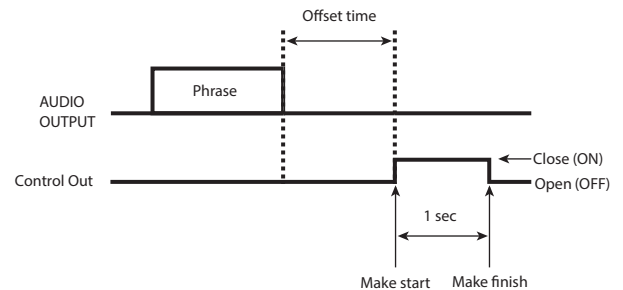 Offset time
Phrase
AUDIO
OUTPUT
Close (ON)
Control Out
Open (OFF)
1 sec
Make start
Make finish